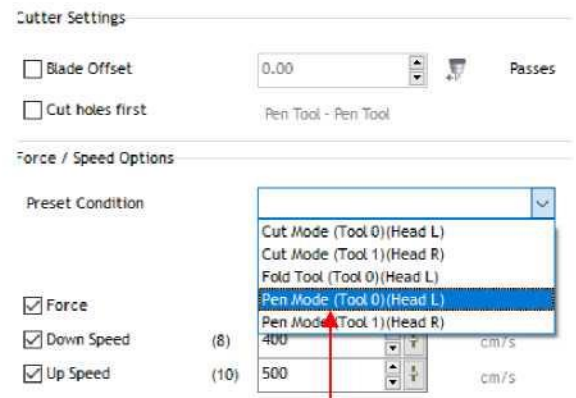 Cutter Settings
Blade Offset 0.00 Passes
Cut holes first Pen Tool - Pen Tool
Force / Speed Options
Preset Condition
Cut Mode (Tool 0)(Head L)
Cut Mode (Tool 1)(Head R)
Fold Tool (Tool 0)(Head L)
Pen Mode (Tool 0)(Head L)
Force
Pen Mode (Tool 1)(Head R)
Down Speed (8) 400 cm/s
Up Speed (10) 500 cm/s